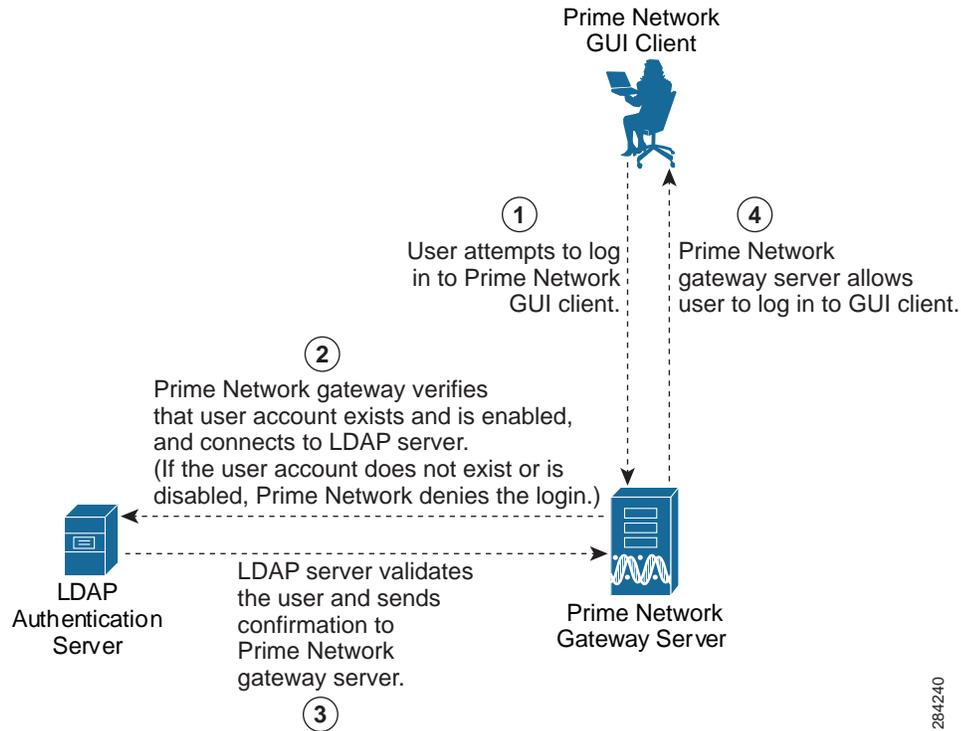 Prime Network
GUI Client
1
User attempts to log
in to Prime Network
GUI client.
4
Prime Network
gateway server allows
user to log in to GUI client.
2
Prime Network gateway verifies
that user account exists and is enabled,
and connects to LDAP server.
(If the user account does not exist or is
disabled, Prime Network denies the login.)
LDAP
Authentication
Server
LDAP server validates
the user and sends
confirmation to
Prime Network
gateway server.
3
Prime Network
Gateway Server
284240